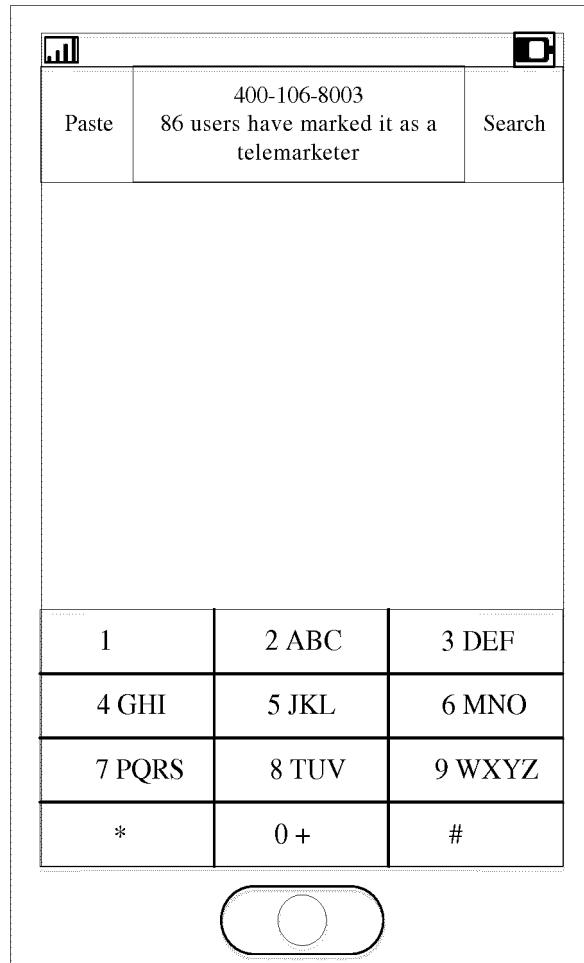 400-106-8003
Paste 86 users have marked it as a Search
telemarketer
1 2 ABC 3 DEF
4 GHI 5 JKL 6 MNO
7 PQRS 8 TUV 9 WXYZ
* 0 + #